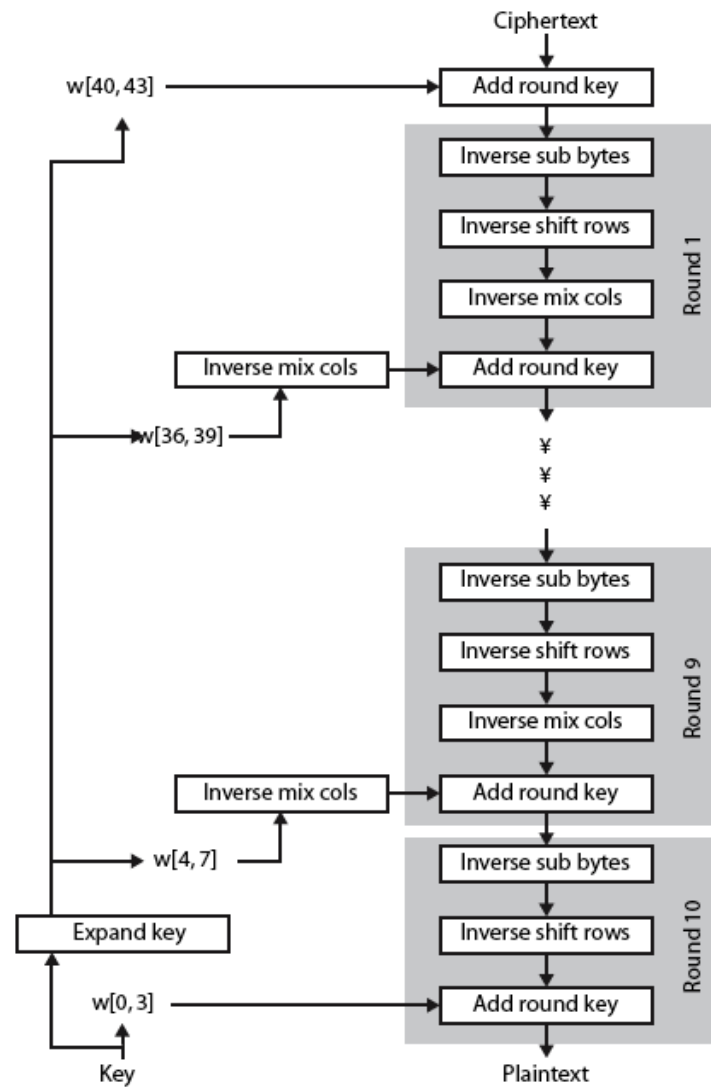 Ciphertext
w[40, 43]
Add round key
Inverse sub bytes
Inverse shift rows
Round 1
Inverse mix cols
Inverse mix cols
Add round key
w[36, 39]
¥
¥
¥
Inverse sub bytes
Inverse shift rows
Round 9
Inverse mix cols
Inverse mix cols
Add round key
w[4, 7]
Inverse sub bytes
Expand key
Inverse shift rows
Round 10
w[0, 3]
Add round key
Key
Plaintext